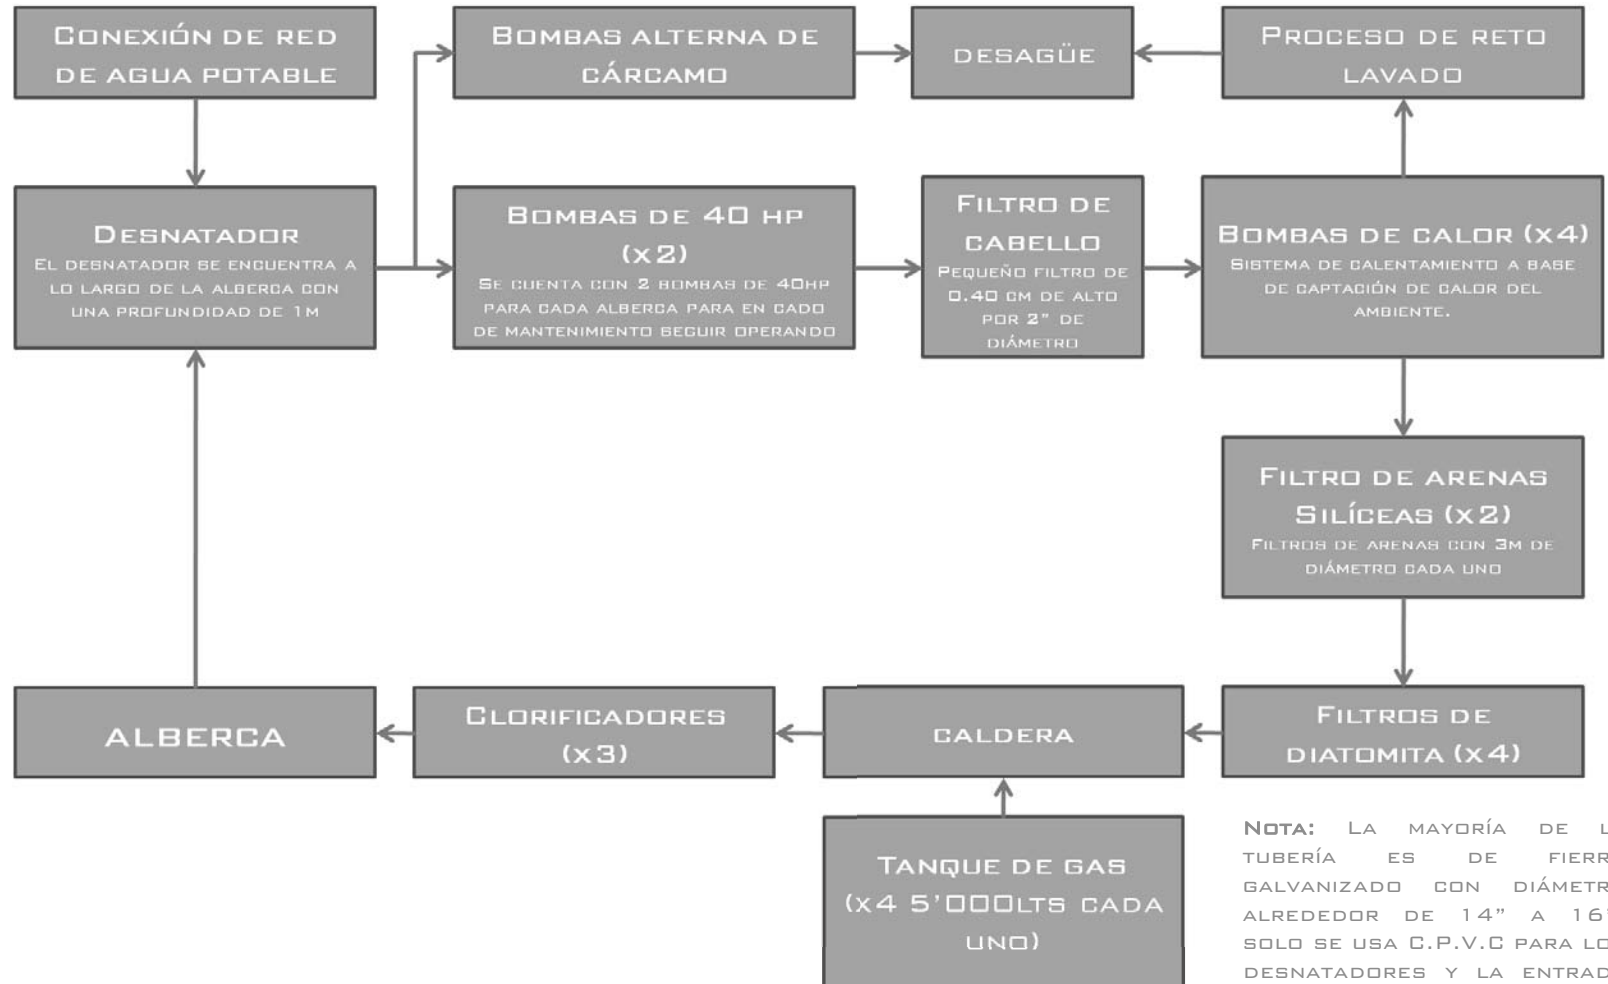 CONEXIÓN DE RED
DE AGUA POTABLE
BOMBAS ALTERNA DE
CÁRCAMO
DESAGÜE
PROCESO DE RETO
LAVADO
DESNATADOR
EL DESNATADOR SE ENCUENTRA A
LO LARGO DE LA ALBERCA CON
UNA PROFUNDIDAD DE 1M
BOMBAS DE 40 HP
(X2)
SE CUENTA CON 2 BOMBAS DE 40HP
PARA CADA ALBERCA PARA EN CADO
DE MANTENIMIENTO SEGUIR OPERANDO
FILTRO DE
CABELLO
PEQUEÑO FILTRO DE
0.40 CM DE ALTO
POR 2" DE
DIÁMETRO
BOMBAS DE CALOR (X4)
SISTEMA DE CALENTAMIENTO A BASE
DE CAPTACIÓN DE CALOR DEL
AMBIENTE.
FILTRO DE ARENAS
SILÍCEAS (X2)
FILTROS DE ARENAS CON 3M DE
DIÁMETRO CADA UNO
ALBERCA
CLORIFICADORES
(X3)
CALDERA
FILTROS DE
DIATOMITA (X4)
TANQUE DE GAS
(X4 5'000LTS CADA
UNO)
NOTA: LA MAYORÍA DE L
TUBERÍA ES DE FIERR
GALVANIZADO CON DIÁMETR
ALREDEDOR DE 14" A 16"
SOLO SE USA C.P.V.C PARA LO
DESNATADORES Y LA ENTRAD